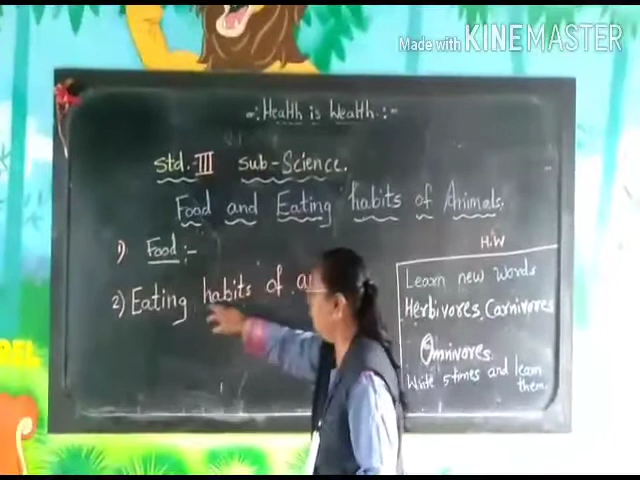 Made with KINEMASTER
-:Health is Wealth:-
Std.-III Sub-Science.
Food and Eating habits of Animals.
1) Food:-
2) Eating habits of
H.W
Learn new words
Herbivores, Carnivores
Omnivores.
Write 5 times and learn
them.